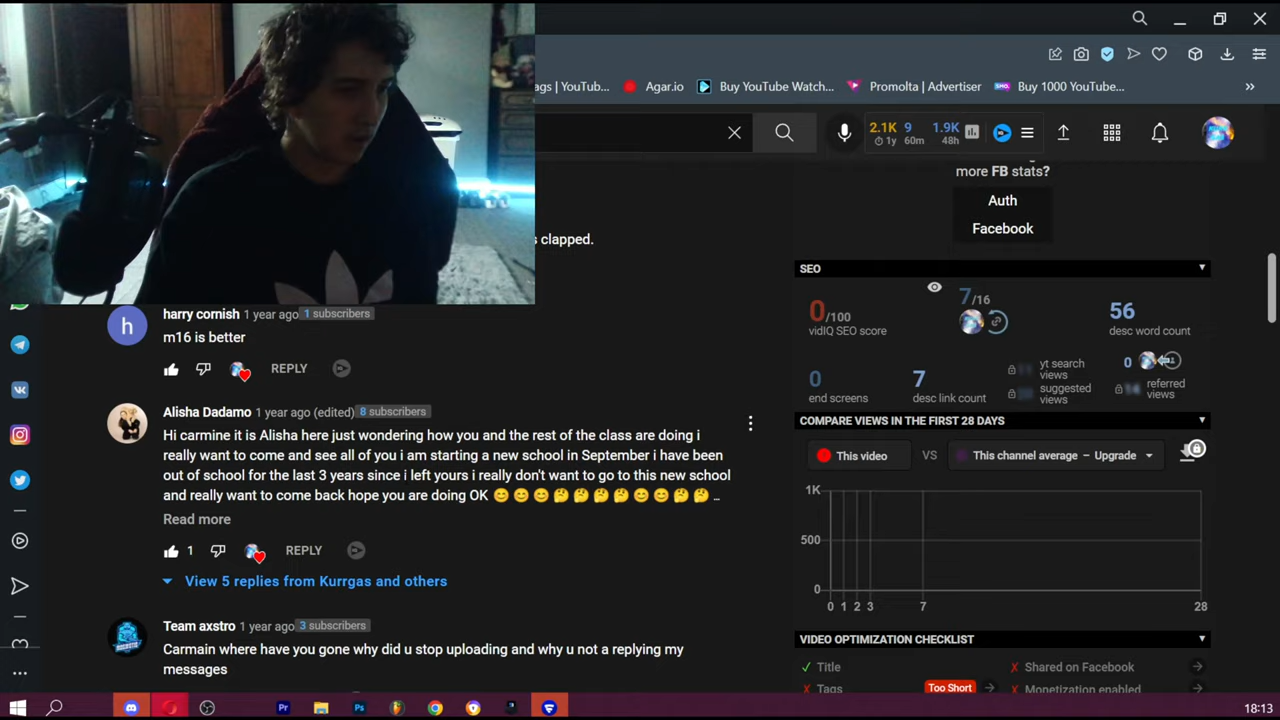 ags | YouTub...
Agar.io
Buy YouTube Watch...
Promolta | Advertiser
Buy 1000 YouTube...
2.1K 9 1.9K
1y 60m 48h
more FB stats?
Auth
Facebook
s clapped.
SEO
0/100
vidIQ SEO score
7/16
56
desc word count
0
end screens
7
desc link count
yt search
views
suggested
views
0
referred
views
COMPARE VIEWS IN THE FIRST 28 DAYS
This video VS This channel average – Upgrade
1K
500
0
0 1 2 3 7 28
VIDEO OPTIMIZATION CHECKLIST
Title
Shared on Facebook
Tags
Too Short
Monetization enabled
h
harry cornish 1 year ago 1 subscribers
m16 is better
REPLY
Alisha Dadamo 1 year ago (edited) 8 subscribers
Hi carmine it is Alisha here just wondering how you and the rest of the class are doing i
really want to come and see all of you i am starting a new school in September i have been
out of school for the last 3 years since i left yours i really don't want to go to this new school
and really want to come back hope you are doing OK 😊 😊 😊 🤔 🤔 🤔 🤔 😊 😊 🤔 🤔 ...
Read more
1 REPLY
View 5 replies from Kurrgas and others
Team axstro 1 year ago 3 subscribers
Carmain where have you gone why did u stop uploading and why u not a replying my
messages
Pr
Ps
18:13